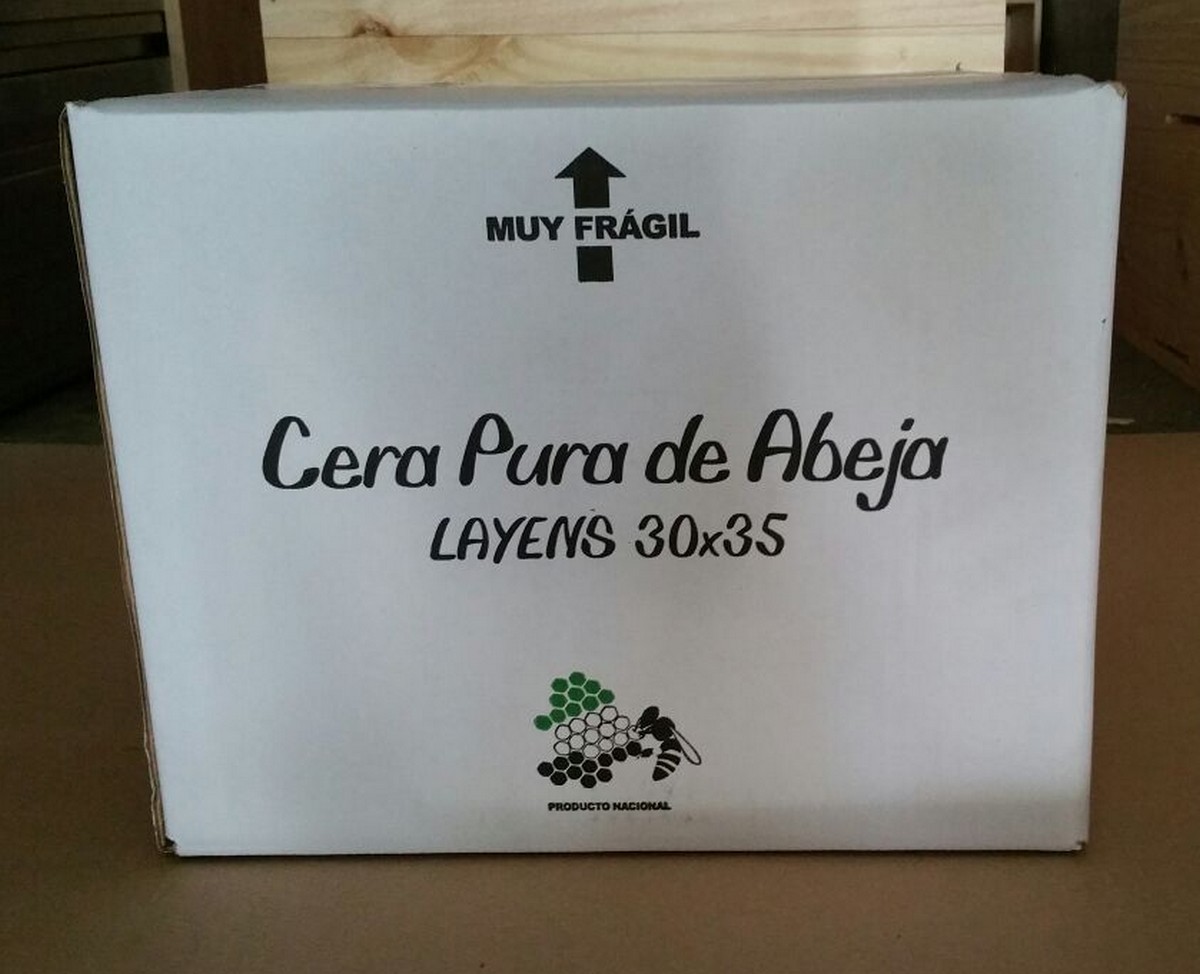 MUY FRÁGIL
Cera Pura de Abeja
LAYENS 30x35
PRODUCTO NACIONAL